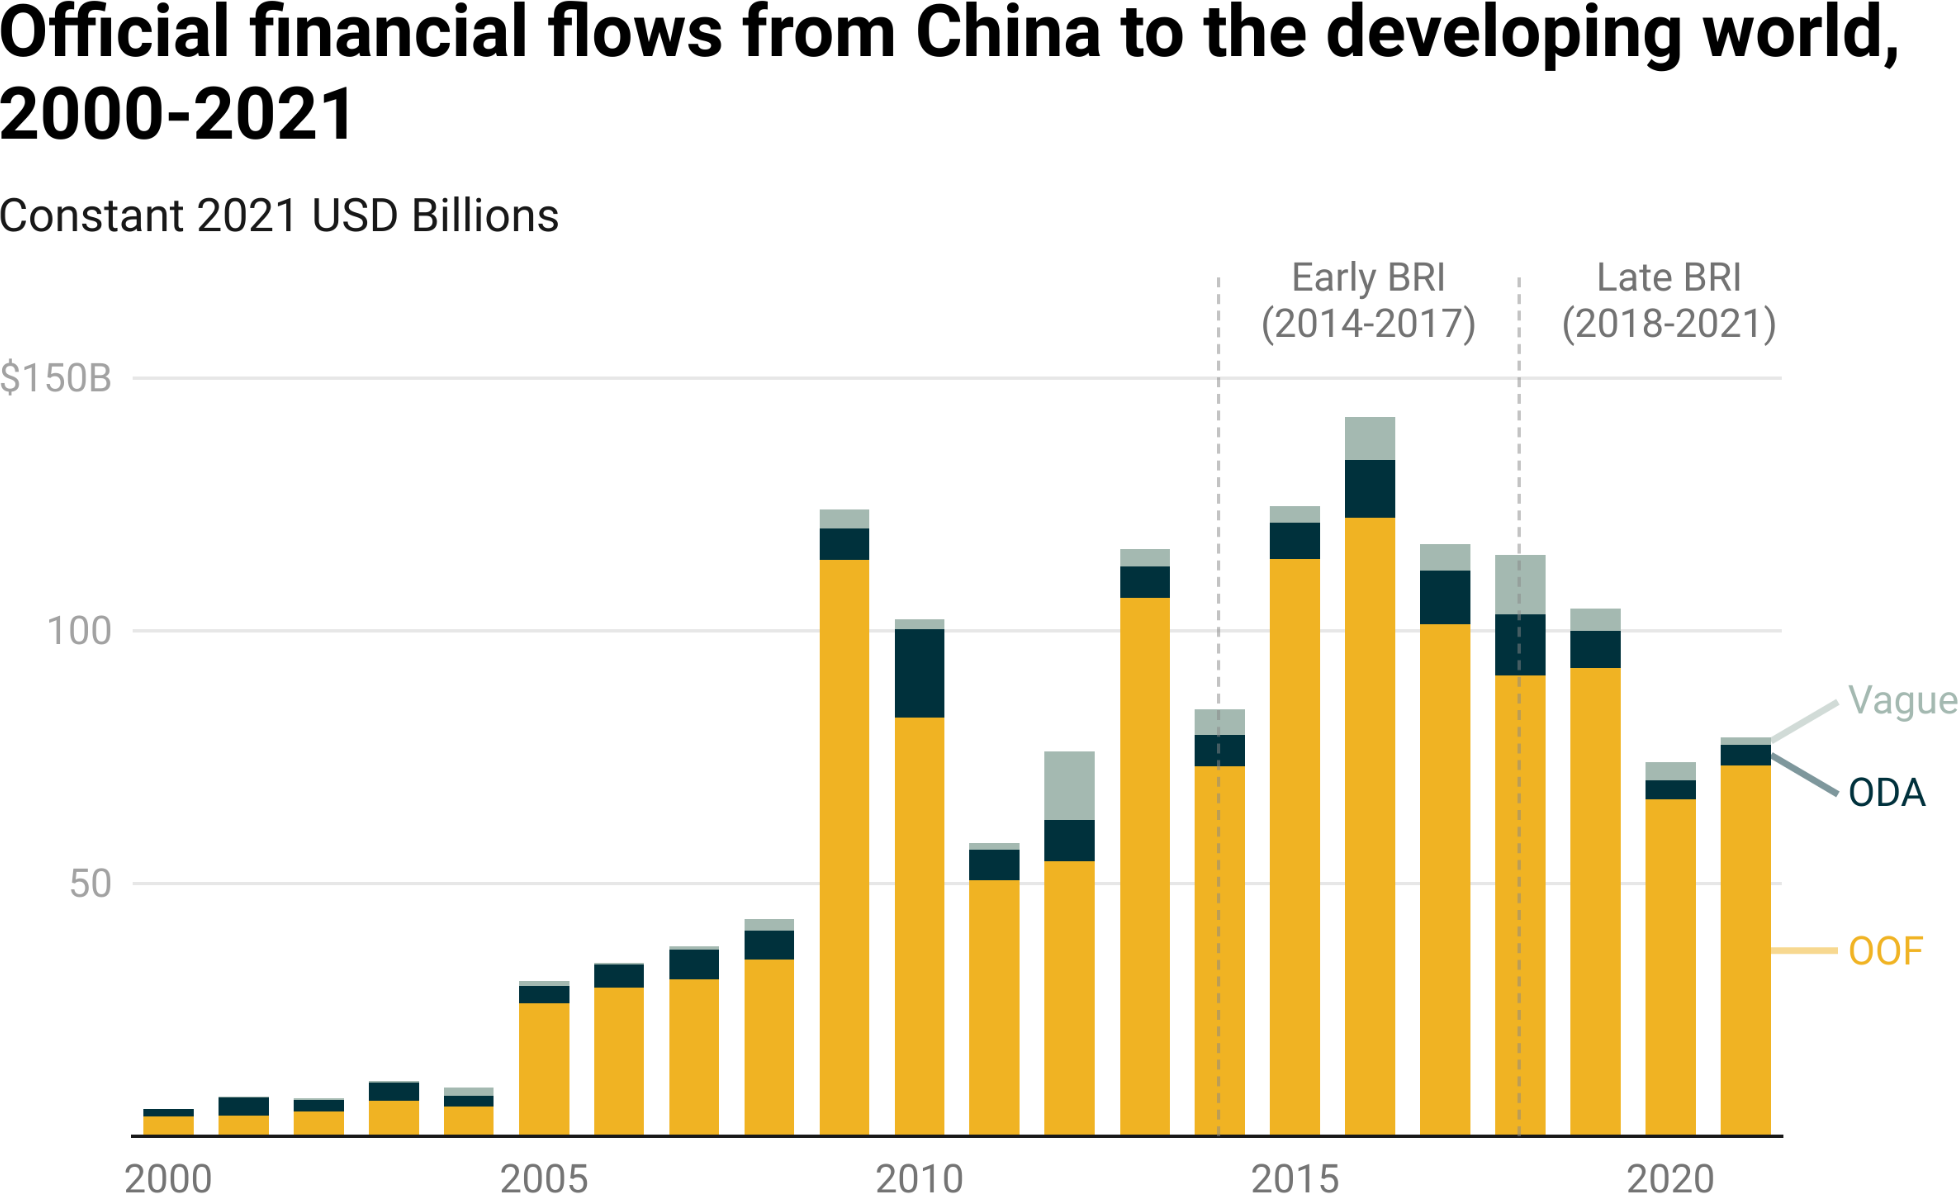 Official financial flows from China to the developing world,
2000-2021
Constant 2021 USD Billions
Early BRI
(2014-2017)
Late BRI
(2018-2021)
$150B
100
50
Vague
ODA
OOF
2000
2005
2010
2015
2020